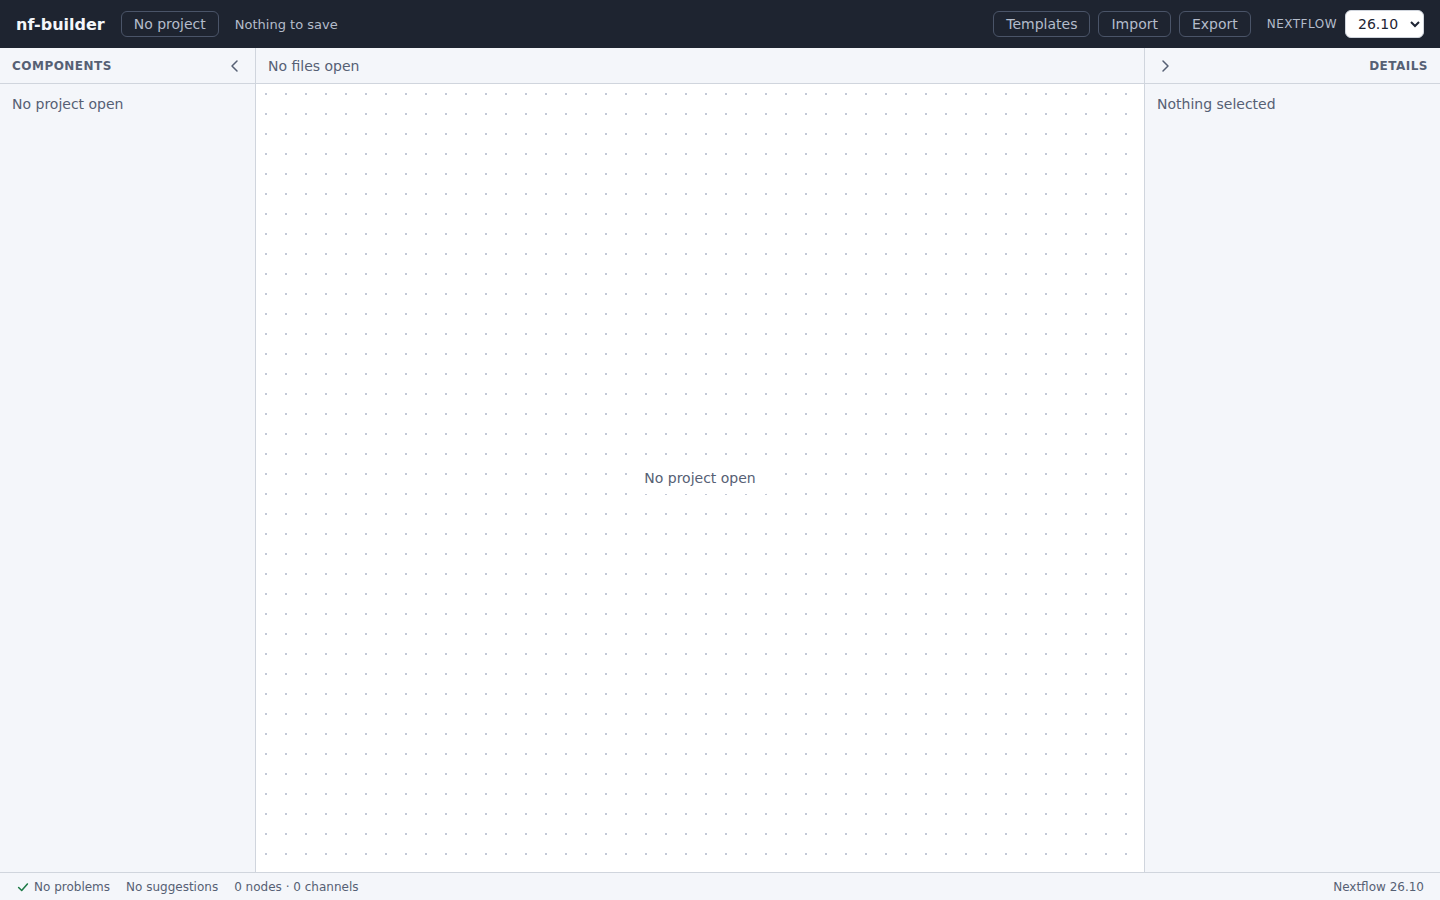 nf-builder
No project
Nothing to save
Templates
Import
Export
NEXTFLOW
26.10
COMPONENTS
No files open
DETAILS
No project open
Nothing selected
No project open
No problems
No suggestions
0 nodes · 0 channels
Nextflow 26.10